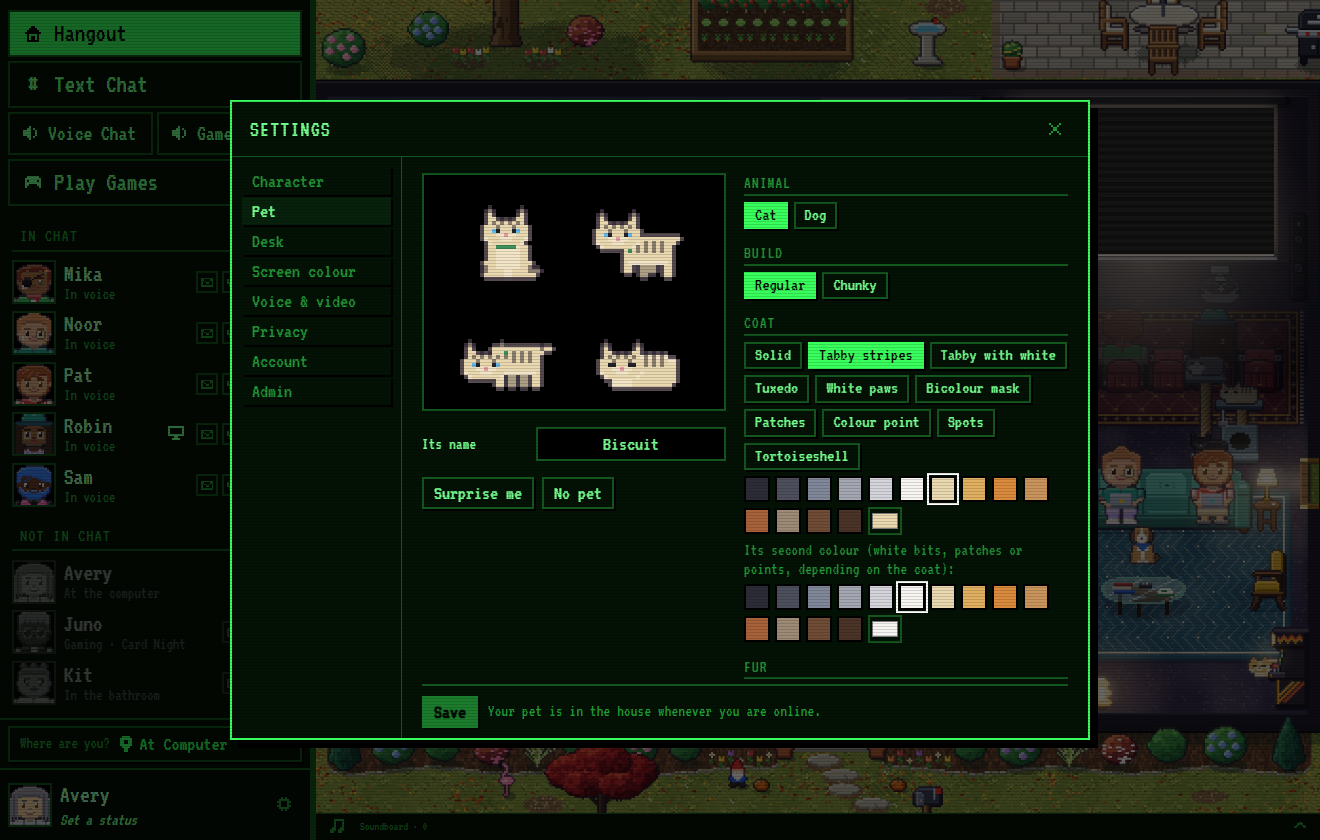 Hangout
Text Chat
Voice Chat
Game
Play Games
IN CHAT
Mika
In voice
Noor
In voice
Pat
In voice
Robin
In voice
Sam
In voice
NOT IN CHAT
Avery
At the computer
Juno
Gaming · Card Night
Kit
In the bathroom
Where are you? At Computer
Avery
Set a status
SETTINGS
Character
Pet
Desk
Screen colour
Voice & video
Privacy
Account
Admin
Its name Biscuit
Surprise me No pet
ANIMAL
Cat Dog
BUILD
Regular Chunky
COAT
Solid Tabby stripes Tabby with white
Tuxedo White paws Bicolour mask
Patches Colour point Spots
Tortoiseshell
Its second colour (white bits, patches or
points, depending on the coat):
FUR
Save Your pet is in the house whenever you are online.
Soundboard ·